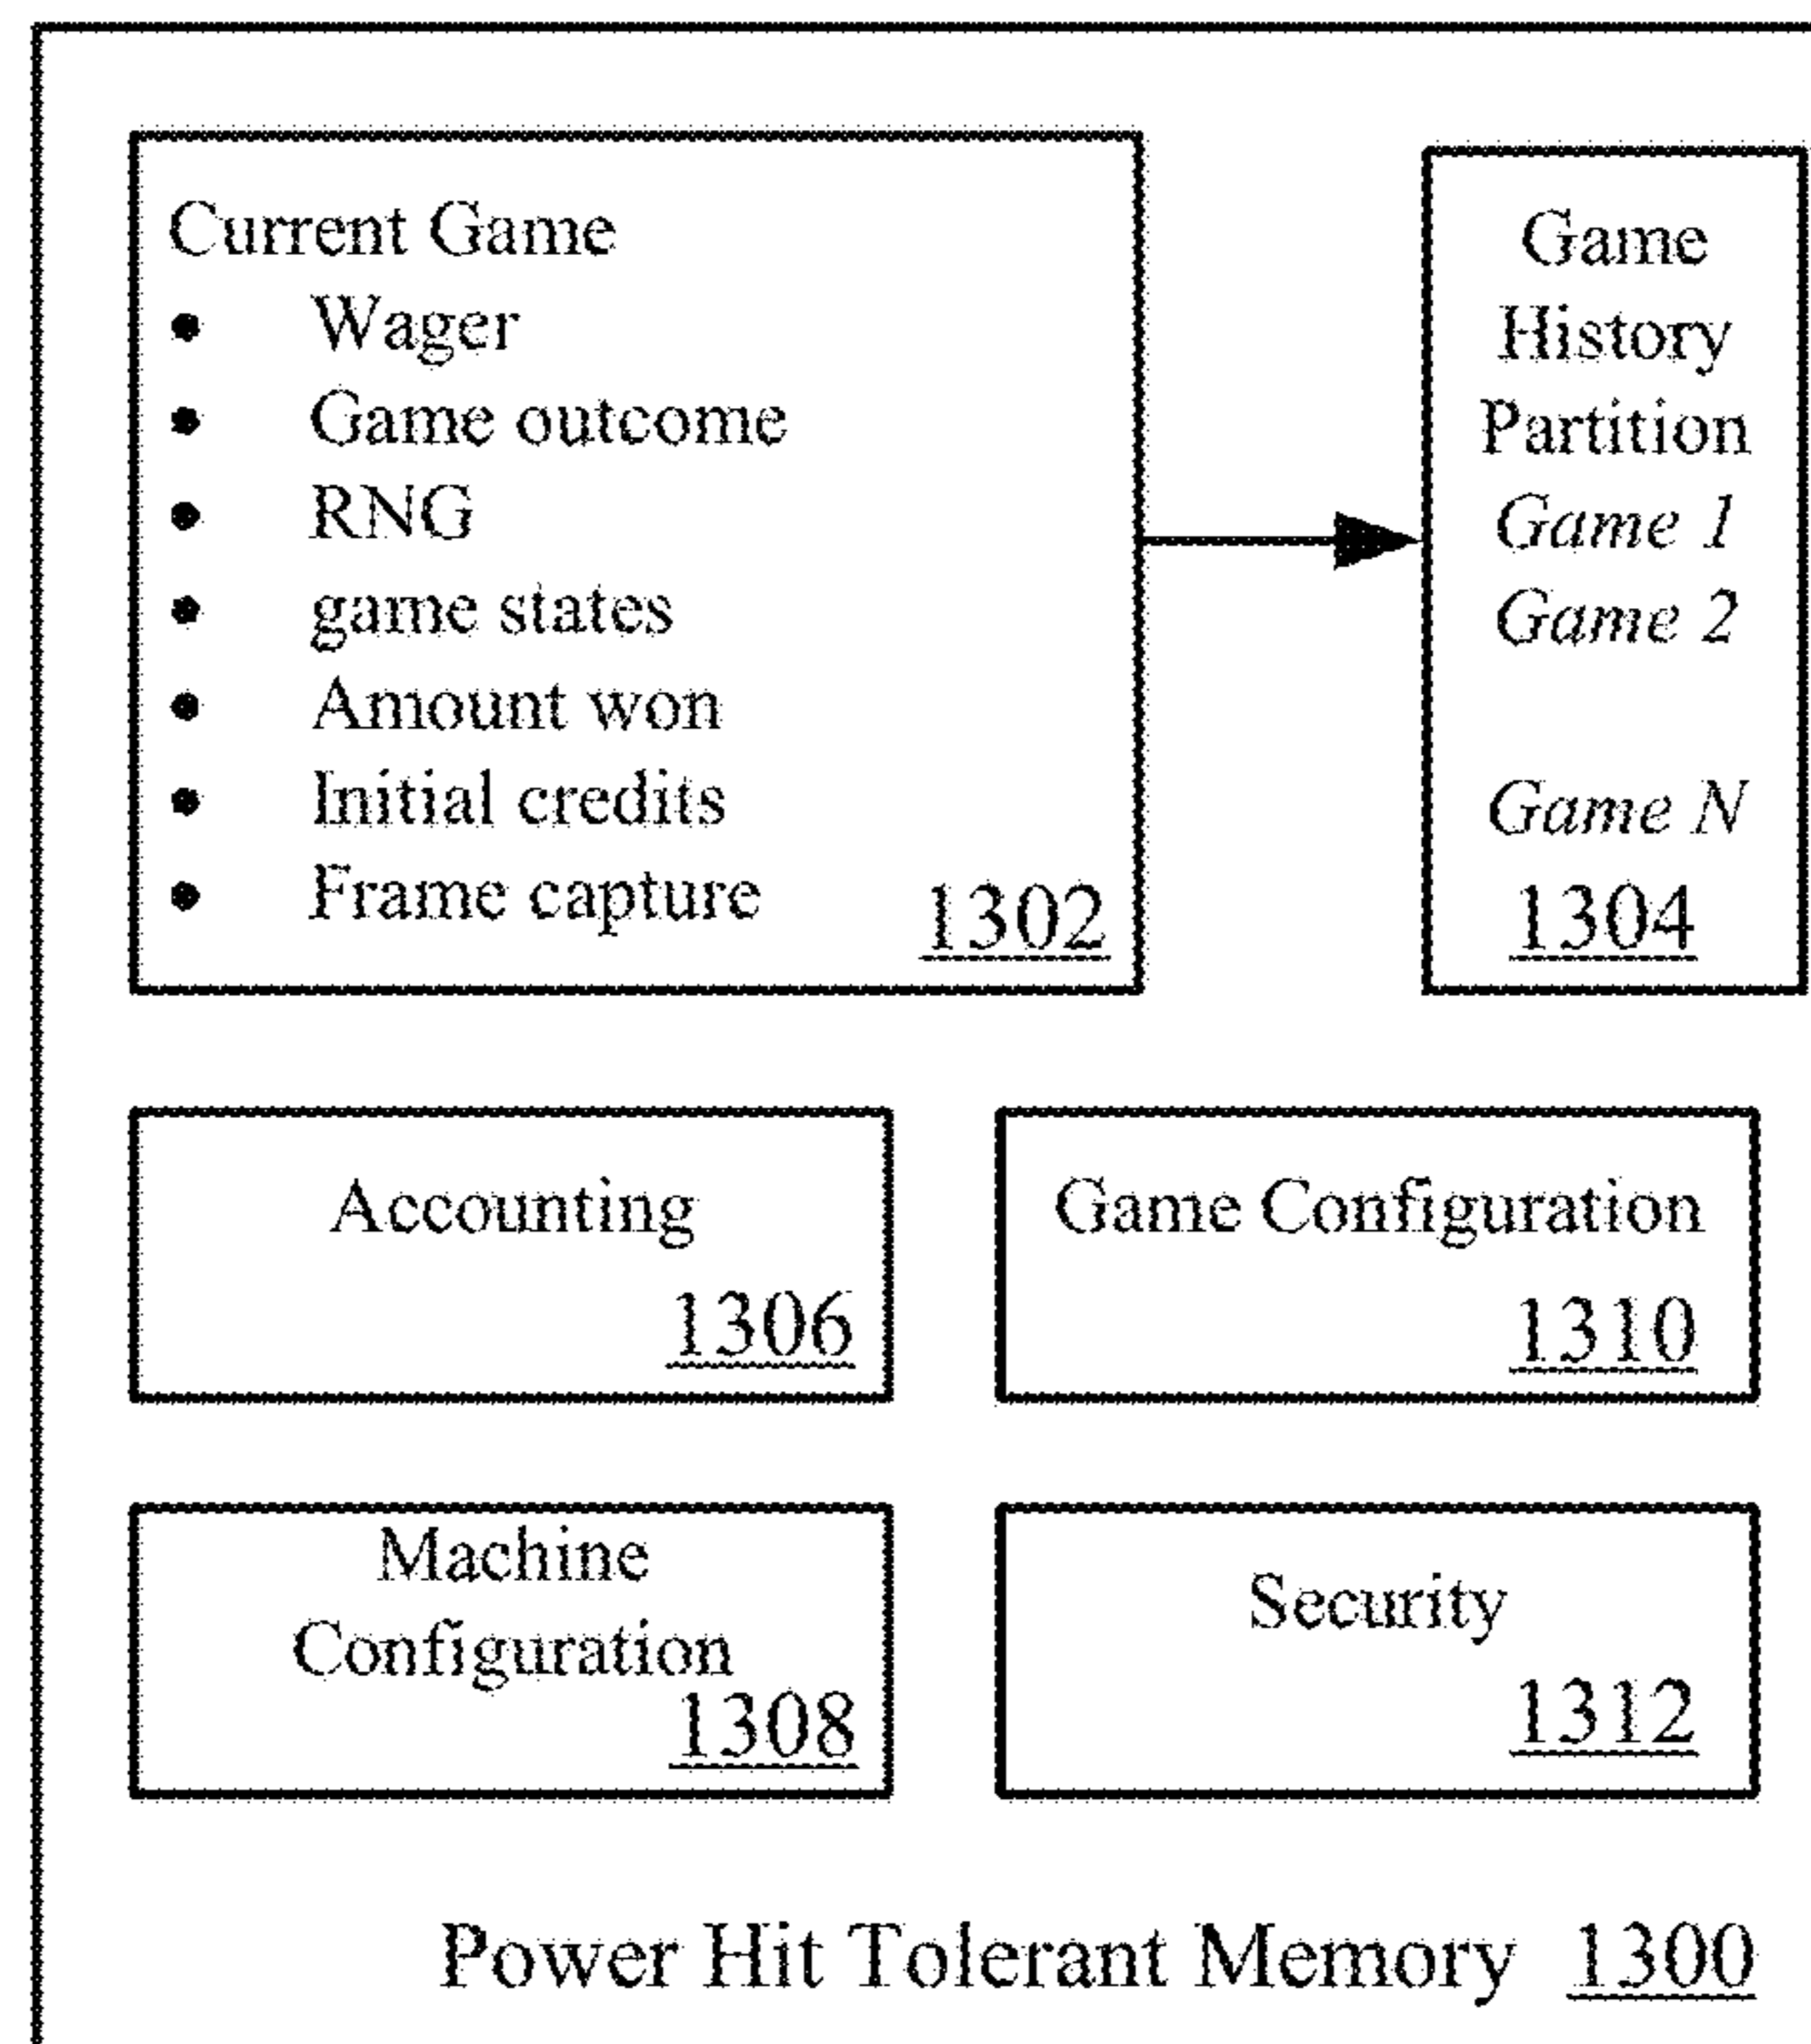 Current Game
• Wager
• Game outcome
• RNG
• game states
• Amount won
• Initial credits
• Frame capture
1302
Game
History
Partition
Game 1
Game 2
Game N
1304
Accounting
1306
Game Configuration
1310
Machine
Configuration
1308
Security
1312
Power Hit Tolerant Memory 1300